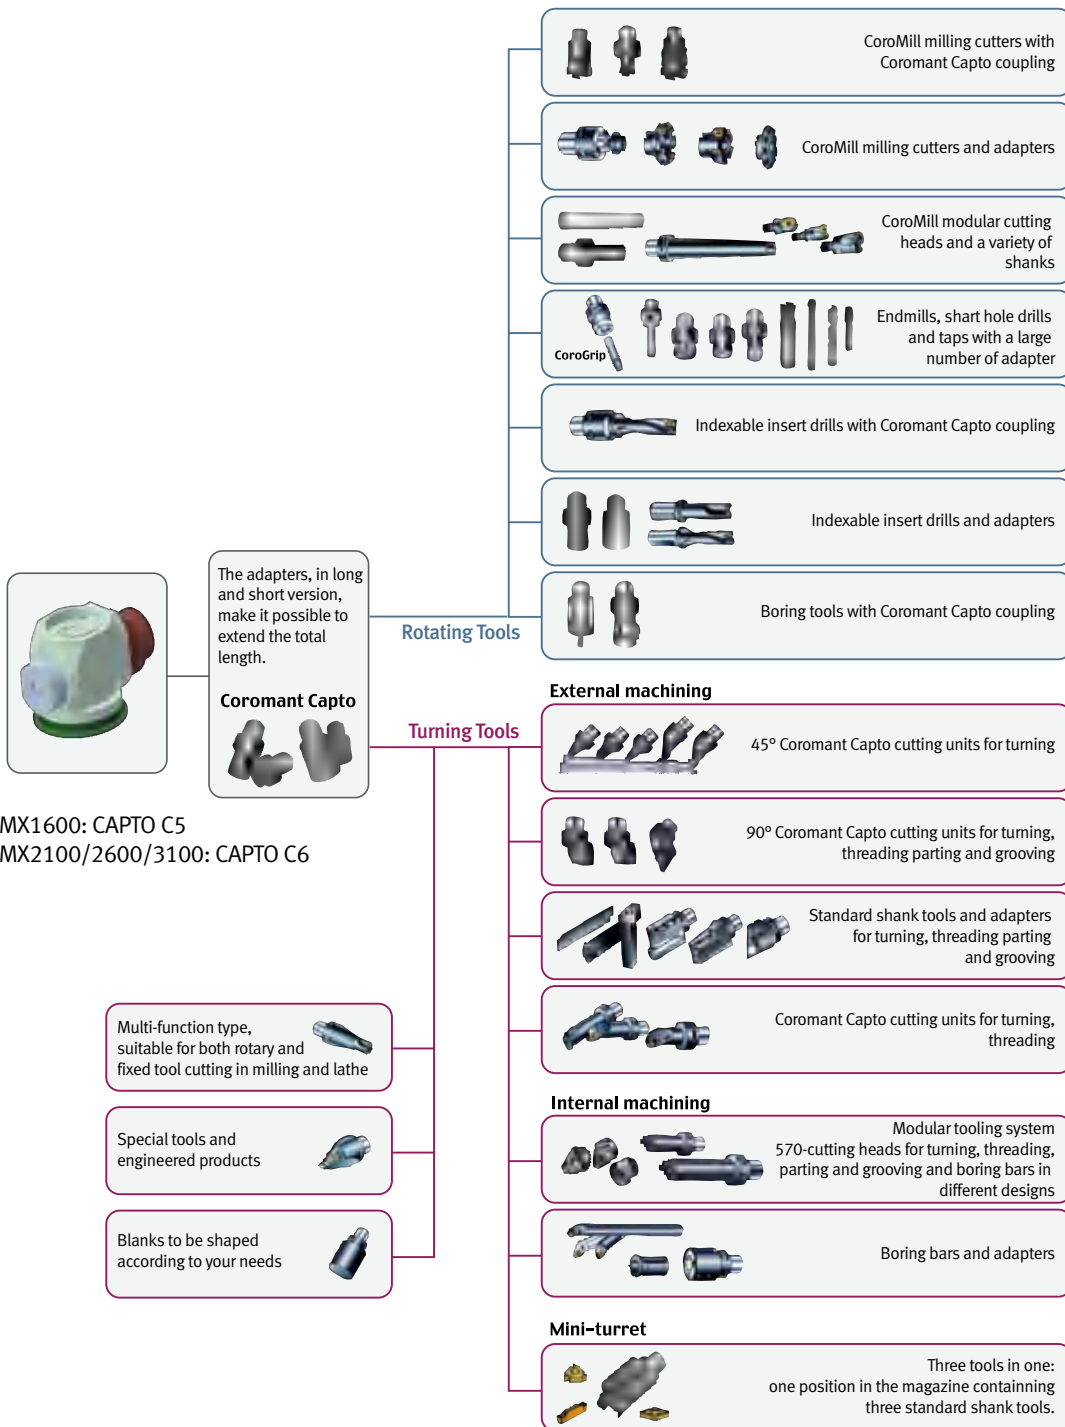 CoroMill milling cutters with
Coromant Capto coupling
CoroMill milling cutters and adapters
CoroMill modular cutting
heads and a variety of
shanks
CoroGrip
Endmills, shart hole drills
and taps with a large
number of adapter
Indexable insert drills with Coromant Capto coupling
Indexable insert drills and adapters
Boring tools with Coromant Capto coupling
The adapters, in long
and short version,
make it possible to
extend the total
length.
Coromant Capto
Rotating Tools
Turning Tools
MX1600: CAPTO C5
MX2100/2600/3100: CAPTO C6
External machining
45º Coromant Capto cutting units for turning
90º Coromant Capto cutting units for turning,
threading parting and grooving
Standard shank tools and adapters
for turning, threading parting
and grooving
Coromant Capto cutting units for turning,
threading
Multi-function type,
suitable for both rotary and
fixed tool cutting in milling and lathe
Special tools and
engineered products
Blanks to be shaped
according to your needs
Internal machining
Modular tooling system
570-cutting heads for turning, threading,
parting and grooving and boring bars in
different designs
Boring bars and adapters
Mini-turret
Three tools in one:
one position in the magazine containning
three standard shank tools.